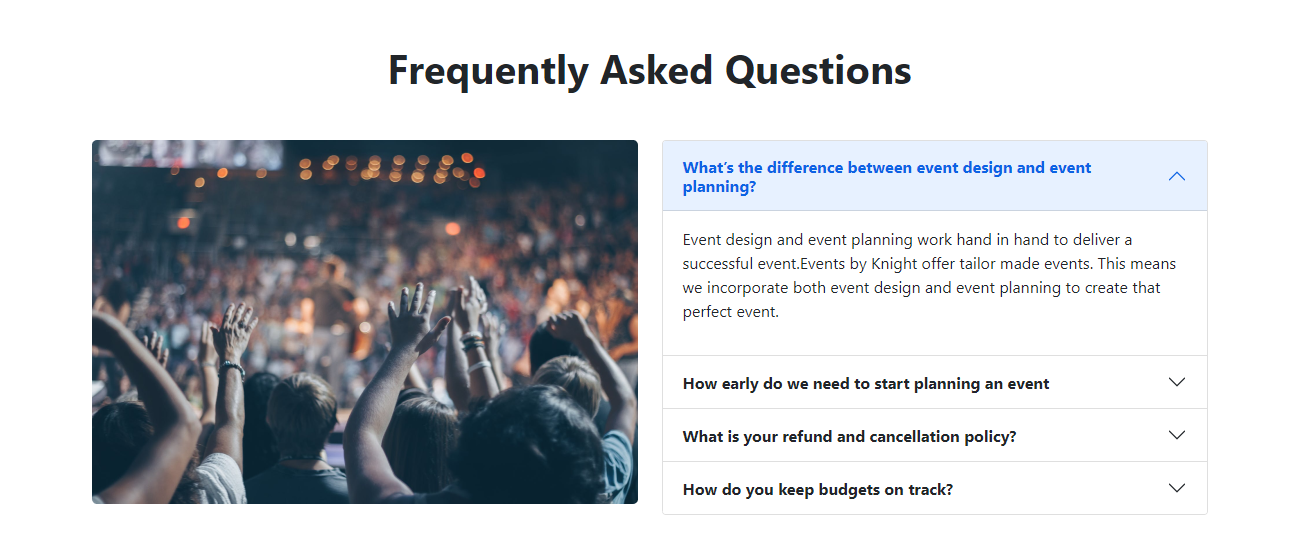 Frequently Asked Questions
What's the difference between event design and event
planning?
Event design and event planning work hand in hand to deliver a
successful event.Events by Knight offer tailor made events. This means
we incorporate both event design and event planning to create that
perfect event.
How early do we need to start planning an event
What is your refund and cancellation policy?
How do you keep budgets on track?